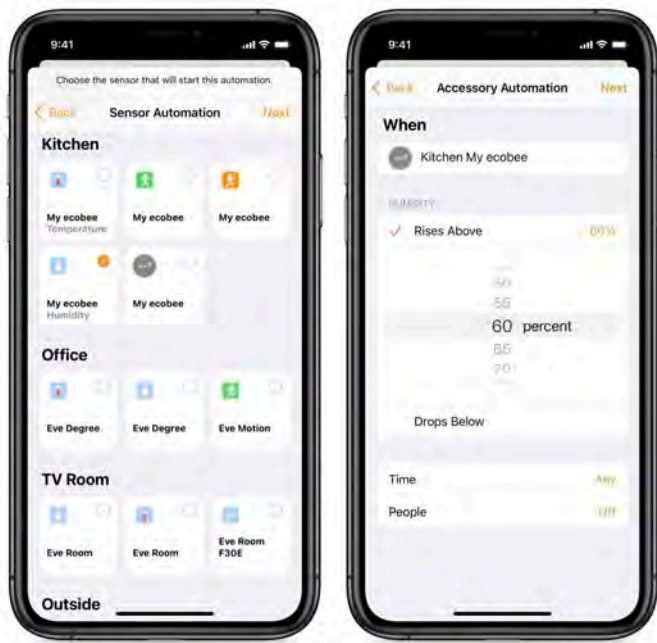 9:41
Choose the sensor that will start this automation.
Back Sensor Automation Next
Kitchen
My ecobee
Temperature
My ecobee
My ecobee
My ecobee
Humidity
My ecobee
Office
Eve Degree
Eve Degree
Eve Motion
TV Room
Eve Room
Eve Room
Eve Room
F30E
Outside
9:41
Back Accessory Automation Next
When
Kitchen My ecobee
HUMIDITY
Rises Above 60%
50
55
60 percent
65
70
Drops Below
Time Any
People Off